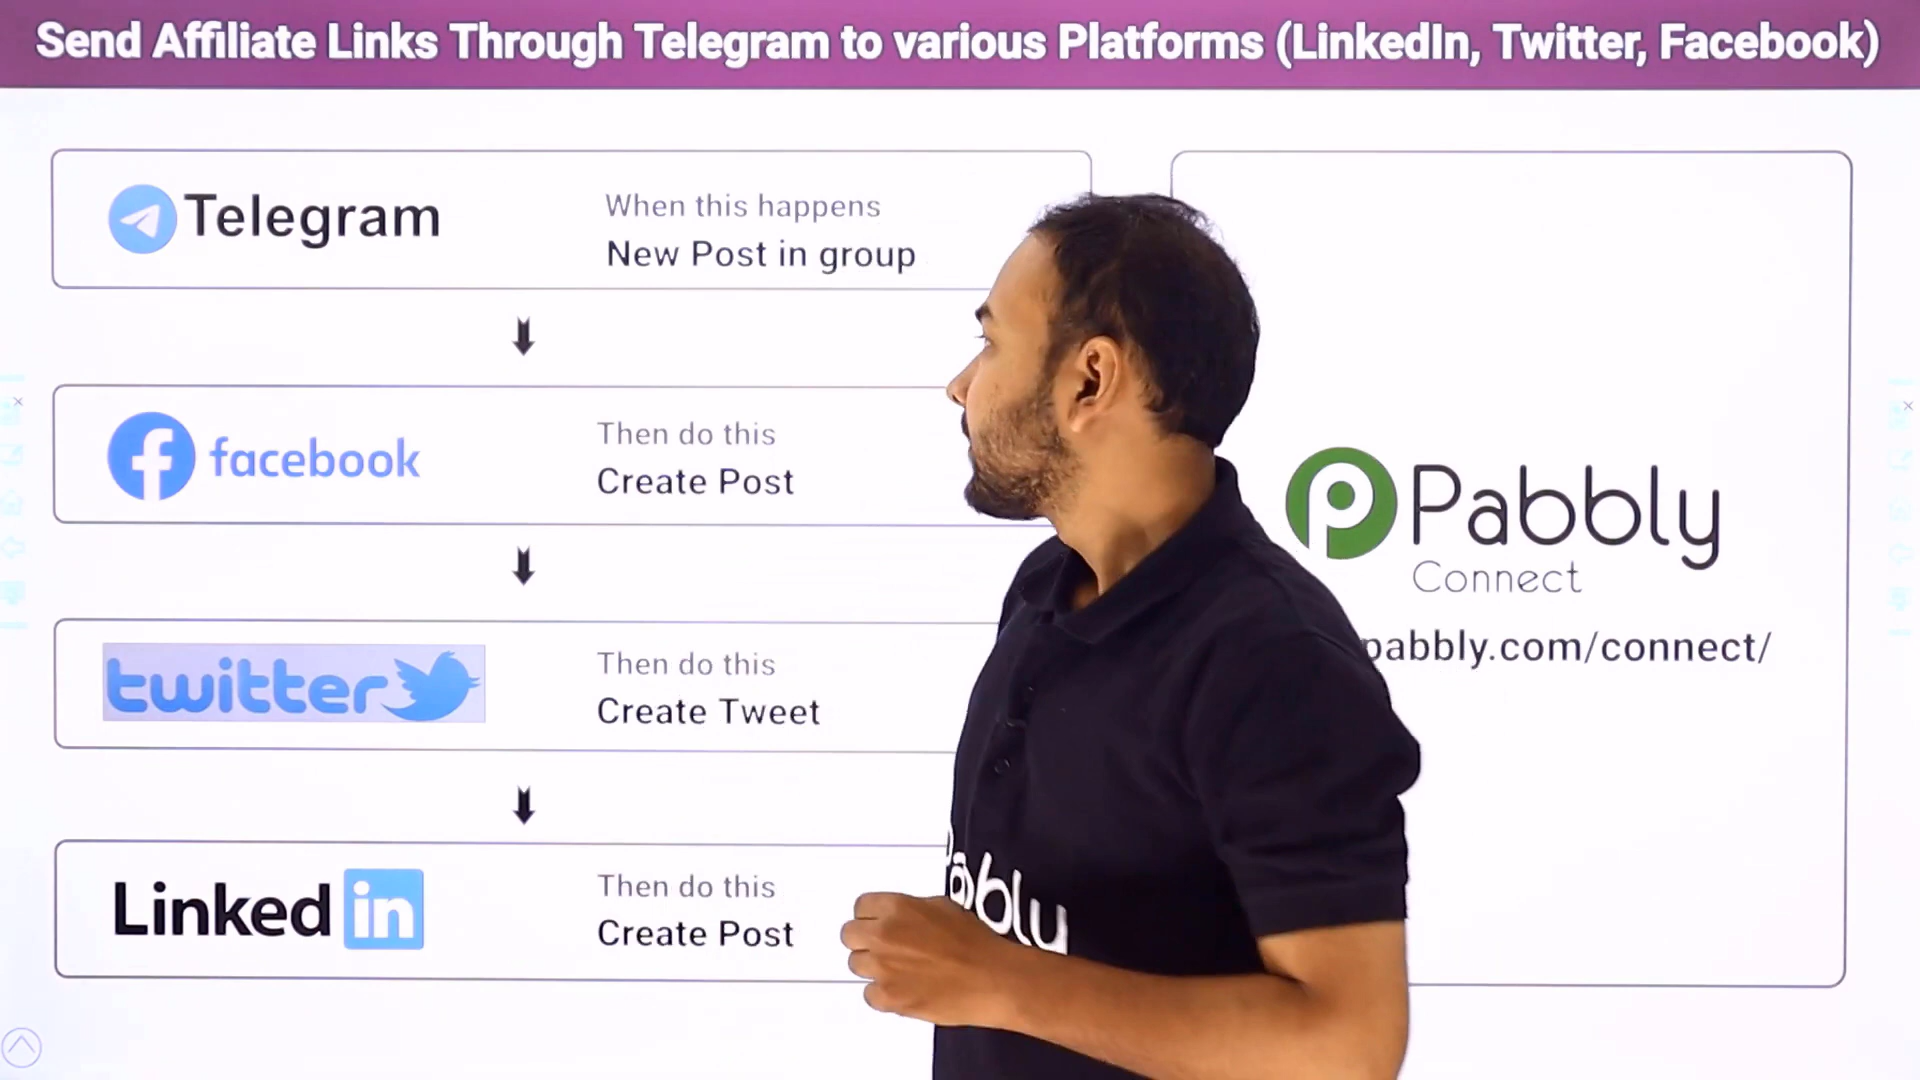 Send Affiliate Links Through Telegram to various Platforms (LinkedIn, Twitter, Facebook)
Telegram
When this happens
New Post in group
facebook
Then do this
Create Post
twitter
Then do this
Create Tweet
Linked in
Then do this
Create Post
Pabbly
Connect
pabbly.com/connect/
Pabbly